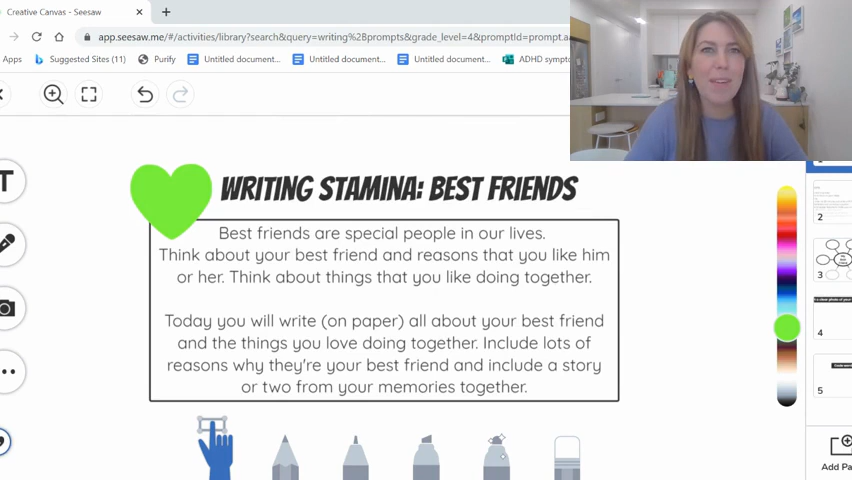 Creative Canvas - Seesaw
app.seesaw.me/#/activities/library?search&query=writing%2Bprompts&grade_level=4&promptId=prompt.a
Apps
Suggested Sites (11)
Purify
Untitled document...
Untitled document...
Untitled document...
ADHD sympto
T
WRITING STAMINA: BEST FRIENDS
Best friends are special people in our lives.
Think about your best friend and reasons that you like him
or her. Think about things that you like doing together.
Today you will write (on paper) all about your best friend
and the things you love doing together. Include lots of
reasons why they're your best friend and include a story
or two from your memories together.
2
3
4
5
Add Pa